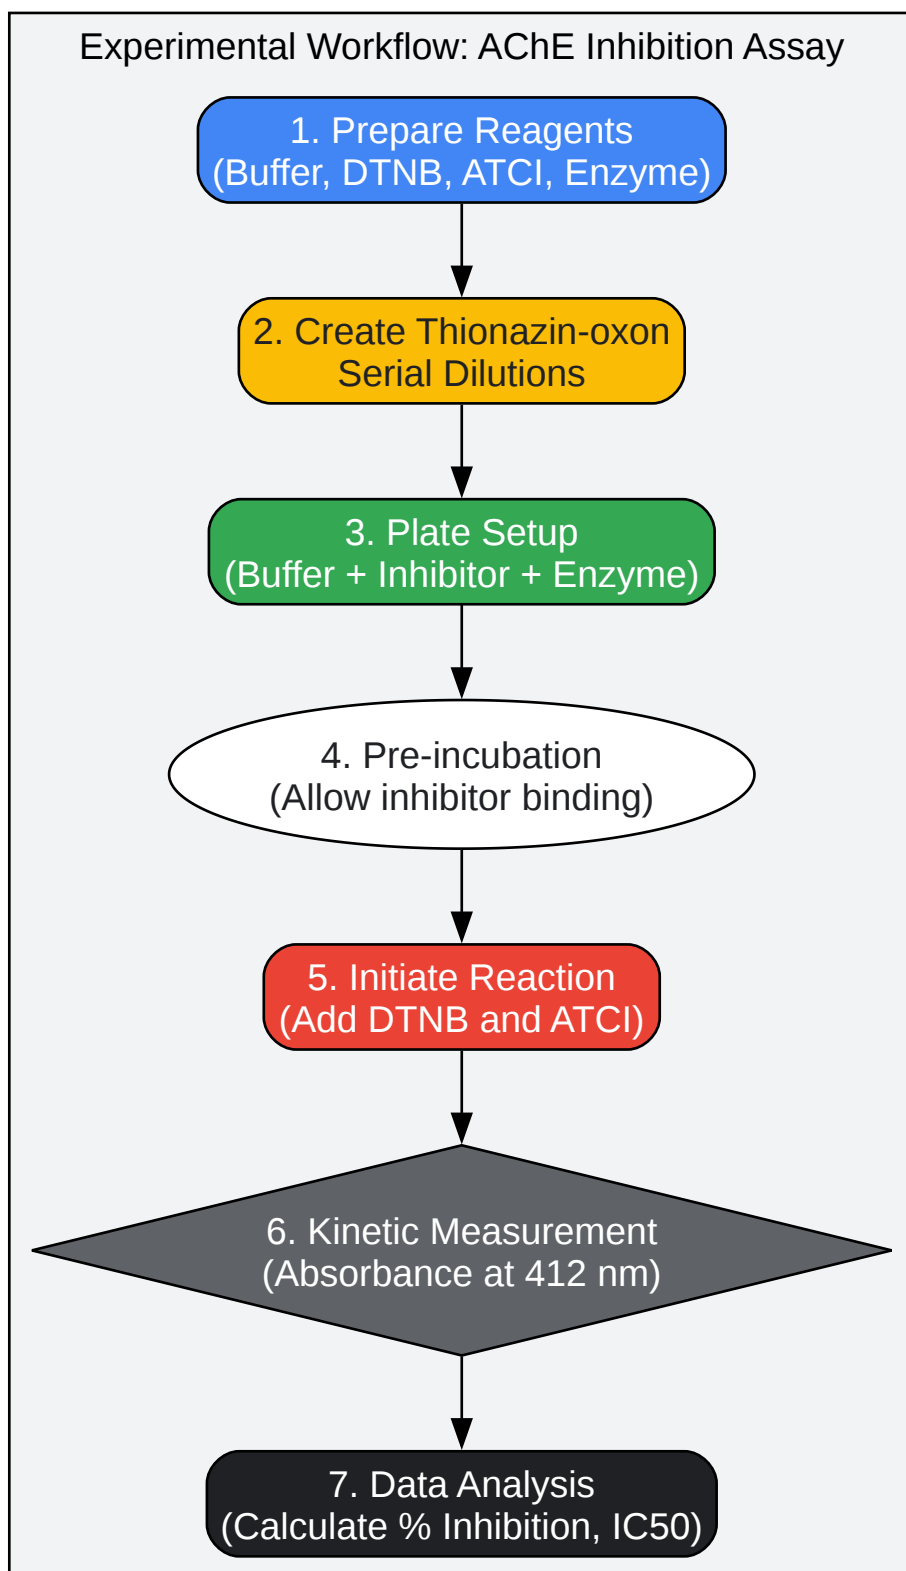 Experimental Workflow: AChE Inhibition Assay
1. Prepare Reagents
(Buffer, DTNB, ATCI, Enzyme)
2. Create Thionazin-oxon
Serial Dilutions
3. Plate Setup
(Buffer + Inhibitor + Enzyme)
4. Pre-incubation
(Allow inhibitor binding)
5. Initiate Reaction
(Add DTNB and ATCI)
6. Kinetic Measurement
(Absorbance at 412 nm)
7. Data Analysis
(Calculate % Inhibition, IC50)